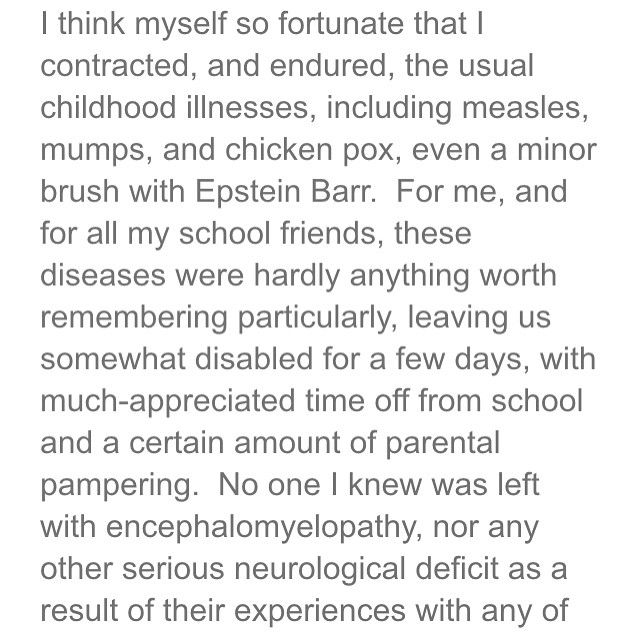 I think myself so fortunate that I
contracted, and endured, the usual
childhood illnesses, including measles,
mumps, and chicken pox, even a minor
brush with Epstein Barr.  For me, and
for all my school friends, these
diseases were hardly anything worth
remembering particularly, leaving us
somewhat disabled for a few days, with
much-appreciated time off from school
and a certain amount of parental
pampering.  No one I knew was left
with encephalomyelopathy, nor any
other serious neurological deficit as a
result of their experiences with any of